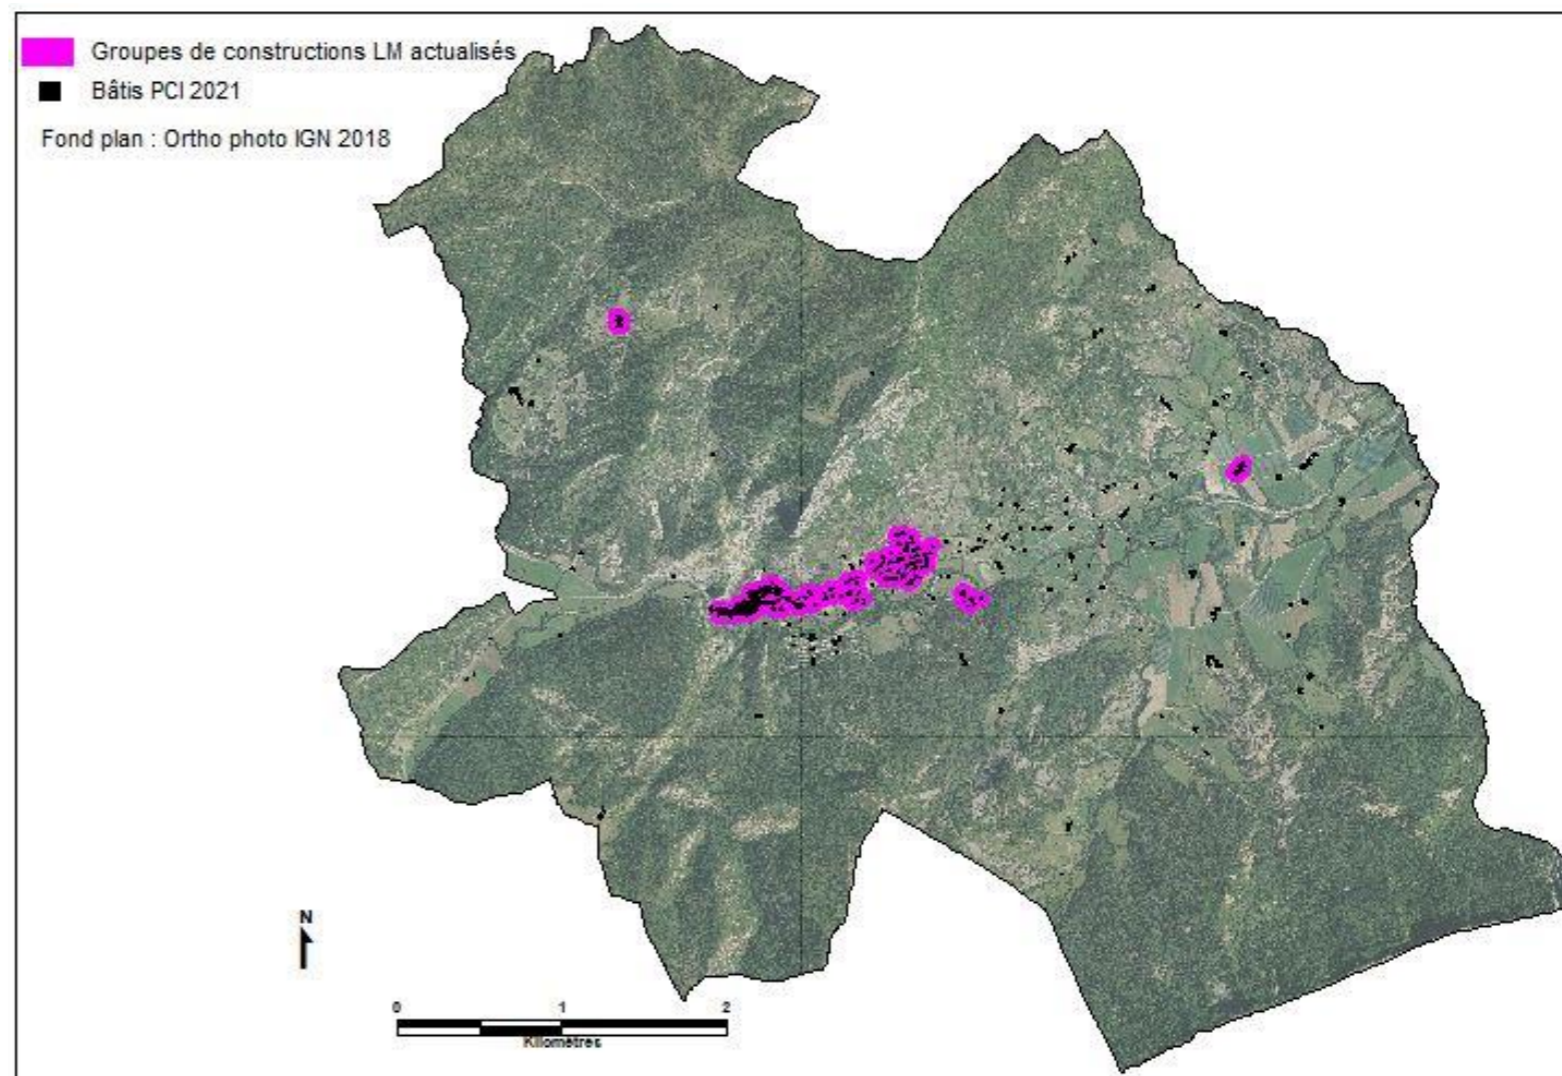 Groupes de constructions LM actualisés
Bâtis PCI 2021
Fond plan : Ortho photo IGN 2018
N
0 1 2
Kilomètres